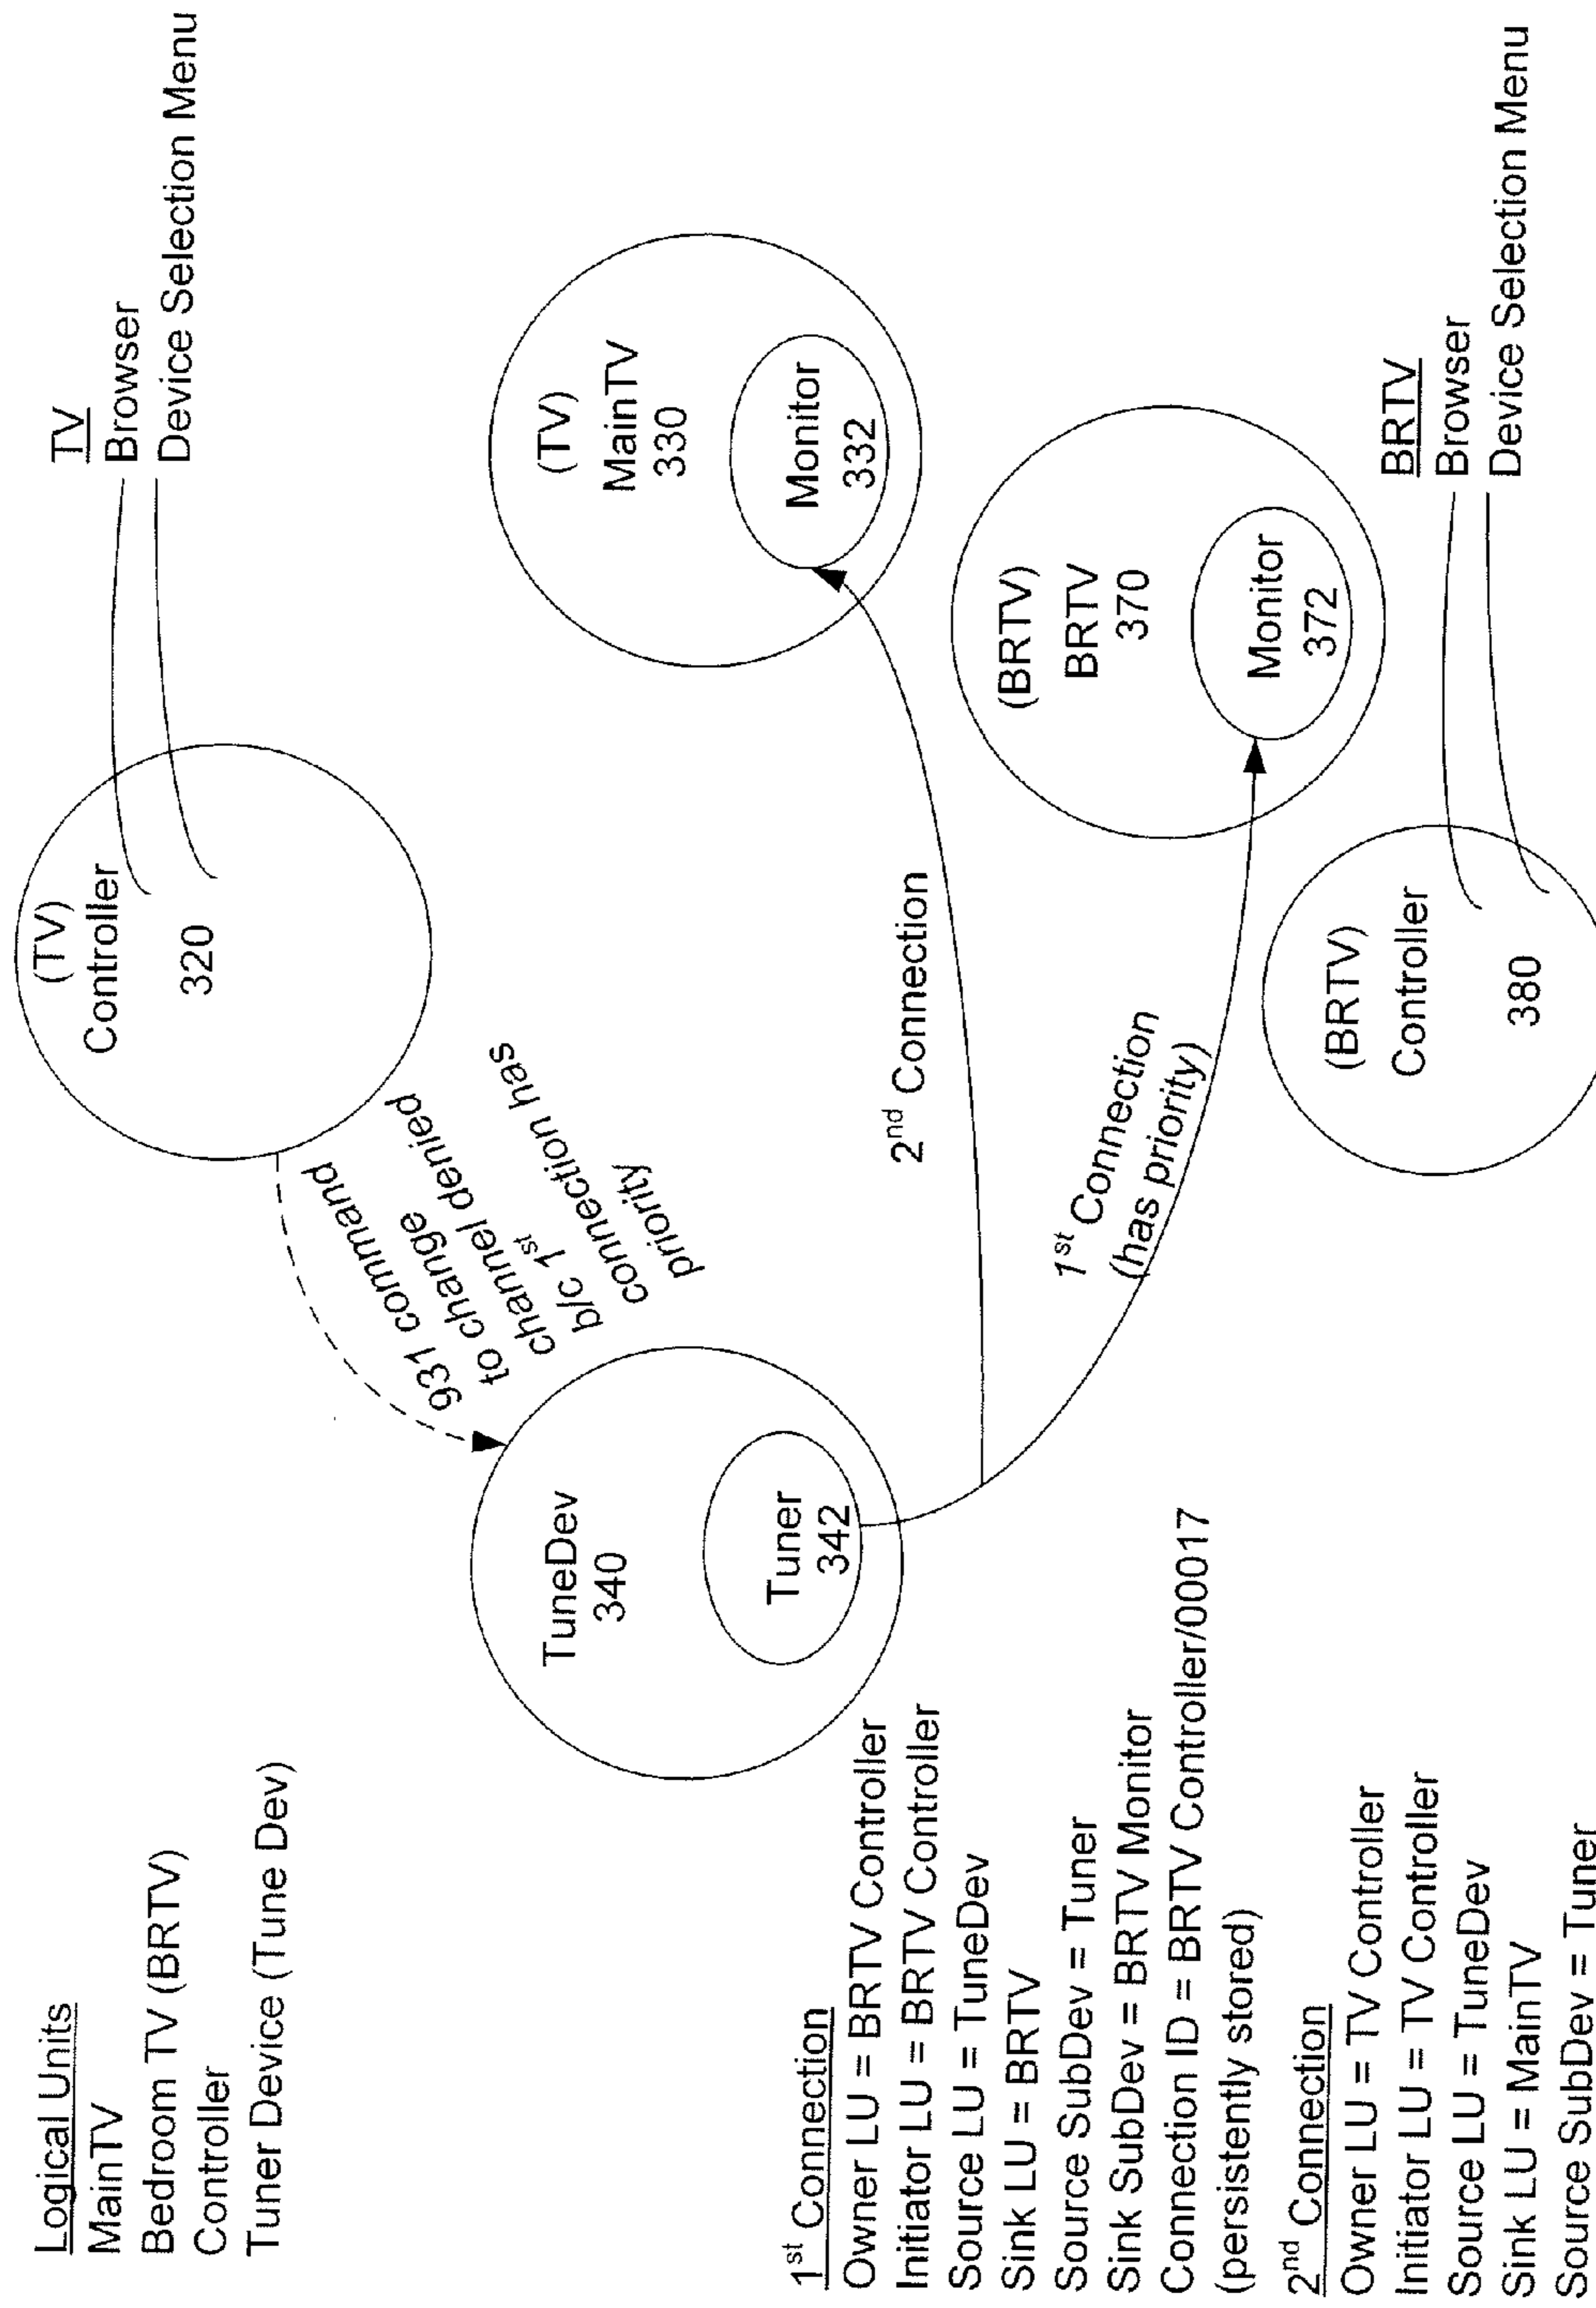 Logical Units
MainTV
Bedroom TV (BRTV)
Controller
Tuner Device (Tune Dev)
(TV)
Controller
320
TV
Browser
Device Selection Menu
931 command
to change
channel denied
b/c 1st
connection has
priority
TuneDev
340
Tuner
342
(TV)
MainTV
330
Monitor
332
2nd Connection
1st Connection
(has priority)
(BRTV)
BRTV
370
Monitor
372
(BRTV)
Controller
380
BRTV
Browser
Device Selection Menu
1st Connection
Owner LU = BRTV Controller
Initiator LU = BRTV Controller
Source LU = TuneDev
Sink LU = BRTV
Source SubDev = Tuner
Sink SubDev = BRTV Monitor
Connection ID = BRTV Controller/00017
(persistently stored)
2nd Connection
Owner LU = TV Controller
Initiator LU = TV Controller
Source LU = TuneDev
Sink LU = MainTV
Source SubDev = Tuner